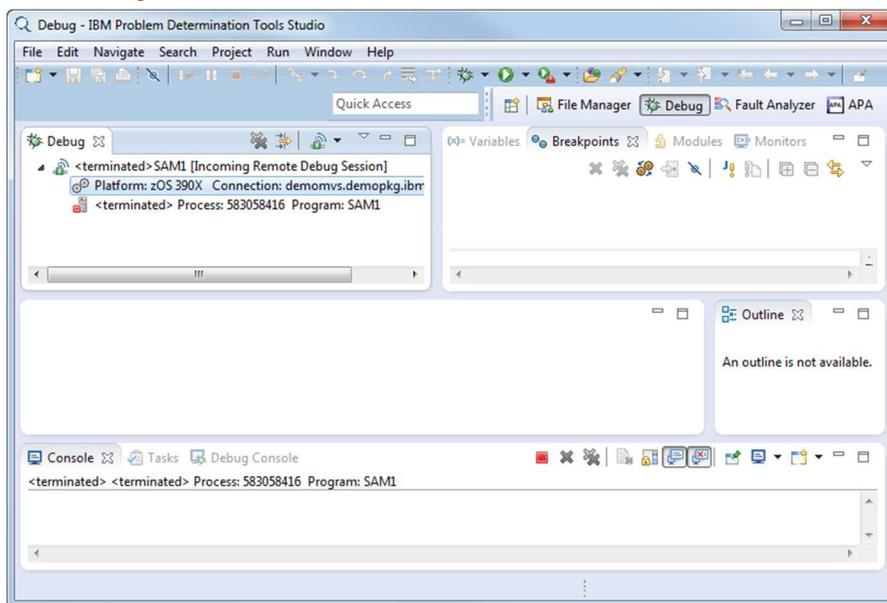 Debug - IBM Problem Determination Tools Studio
File Edit Navigate Search Project Run Window Help
Quick Access File Manager Debug Fault Analyzer APA APA
Debug
<terminated>SAM1 [Incoming Remote Debug Session]
Platform: zOS 390X Connection: demomvs.demopkg.ibm
<terminated> Process: 583058416 Program: SAM1
(x)= Variables Breakpoints Modules Monitors
Outline
An outline is not available.
Console Tasks Debug Console
<terminated> <terminated> Process: 583058416 Program: SAM1